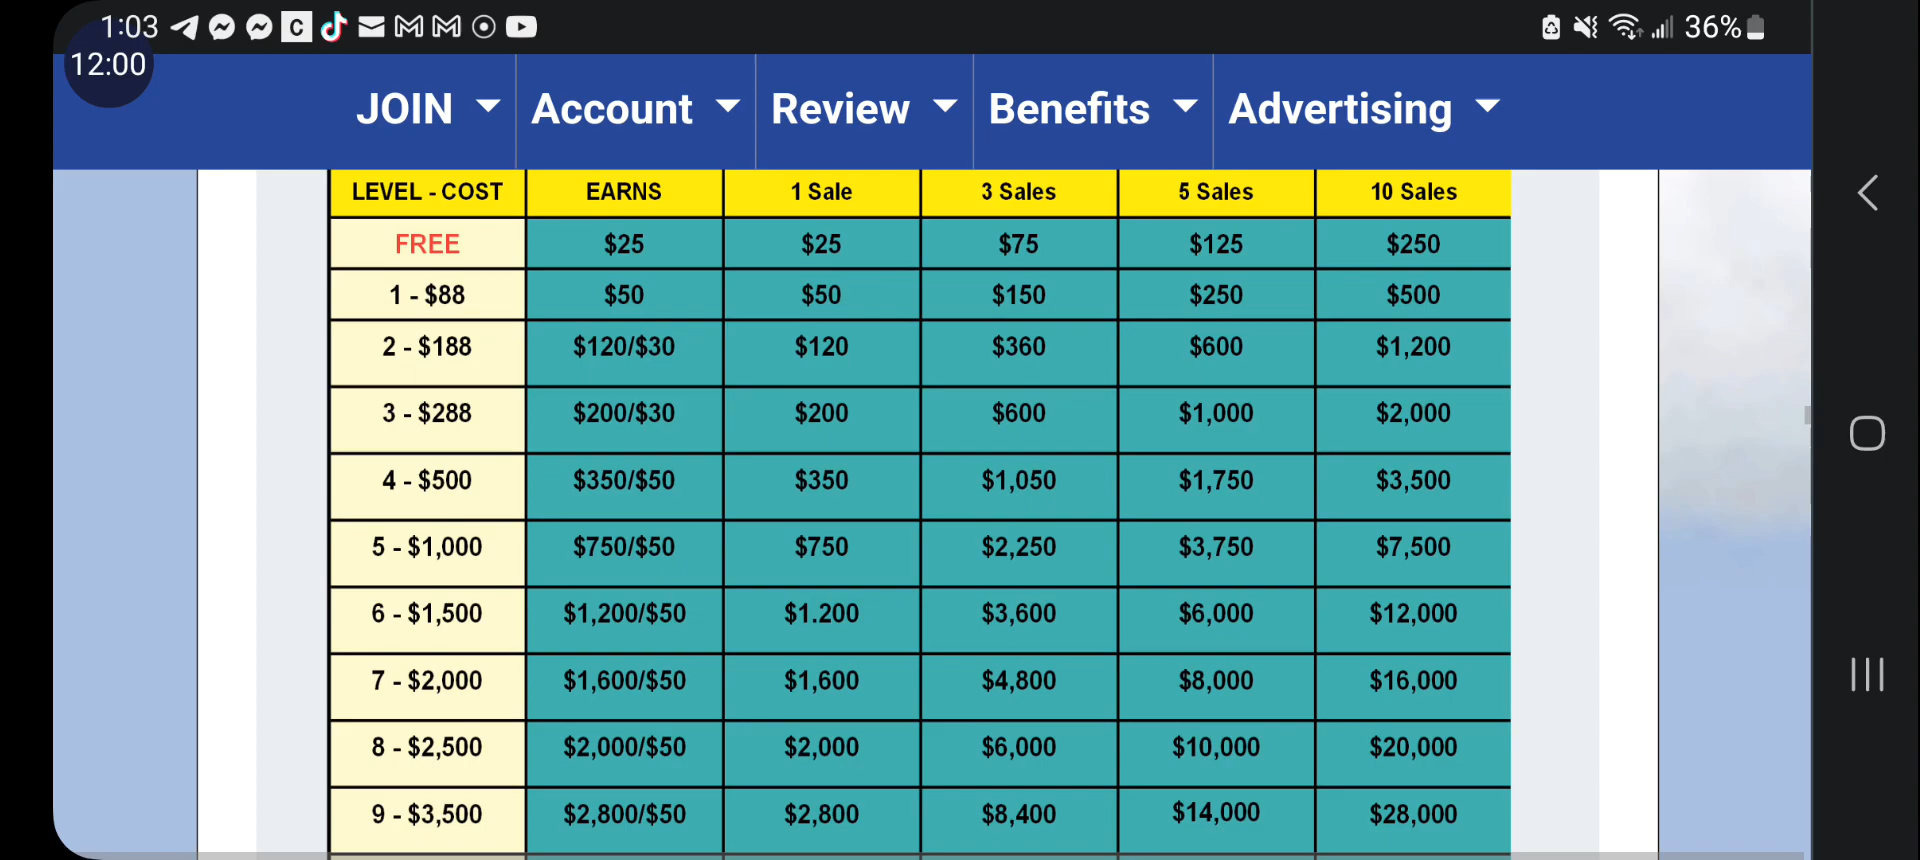 1:03 36%
12:00
JOIN Account Review Benefits Advertising
LEVEL - COST EARNS 1 Sale 3 Sales 5 Sales 10 Sales
FREE $25 $25 $75 $125 $250
1 - $88 $50 $50 $150 $250 $500
2 - $188 $120/$30 $120 $360 $600 $1,200
3 - $288 $200/$30 $200 $600 $1,000 $2,000
4 - $500 $350/$50 $350 $1,050 $1,750 $3,500
5 - $1,000 $750/$50 $750 $2,250 $3,750 $7,500
6 - $1,500 $1,200/$50 $1.200 $3,600 $6,000 $12,000
7 - $2,000 $1,600/$50 $1,600 $4,800 $8,000 $16,000
8 - $2,500 $2,000/$50 $2,000 $6,000 $10,000 $20,000
9 - $3,500 $2,800/$50 $2,800 $8,400 $14,000 $28,000